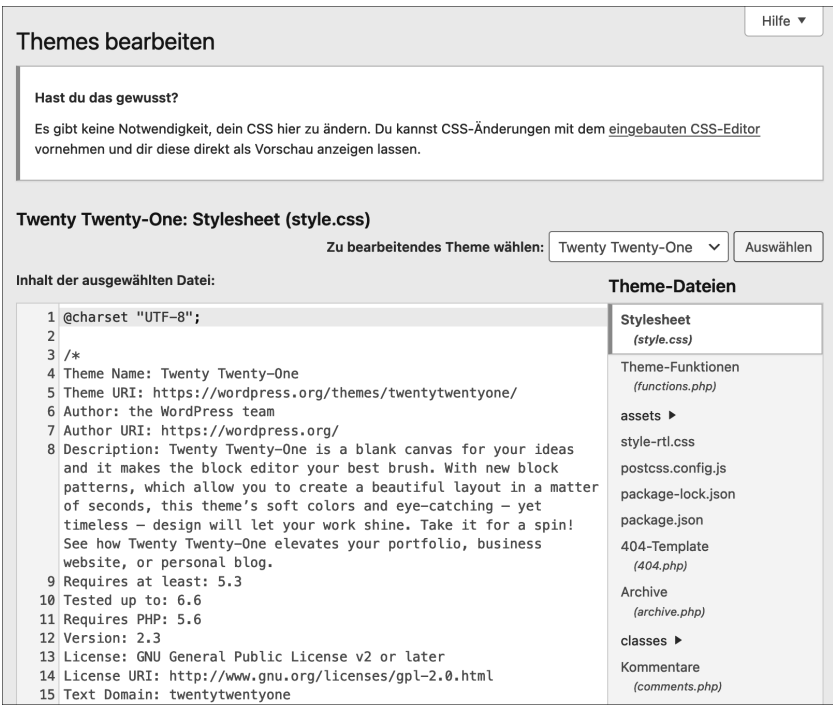 Hilfe ▼
Themes bearbeiten
Hast du das gewusst?
Es gibt keine Notwendigkeit, dein CSS hier zu ändern. Du kannst CSS-Änderungen mit dem eingebauten CSS-Editor
vornehmen und dir diese direkt als Vorschau anzeigen lassen.
Twenty Twenty-One: Stylesheet (style.css)
Zu bearbeitendes Theme wählen: Twenty Twenty-One Auswählen
Inhalt der ausgewählten Datei:
1 @charset "UTF-8";
2
3 /*
4 Theme Name: Twenty Twenty-One
5 Theme URI: https://wordpress.org/themes/twentytwentyone/
6 Author: the WordPress team
7 Author URI: https://wordpress.org/
8 Description: Twenty Twenty-One is a blank canvas for your ideas
and it makes the block editor your best brush. With new block
patterns, which allow you to create a beautiful layout in a matter
of seconds, this theme’s soft colors and eye-catching — yet
timeless — design will let your work shine. Take it for a spin!
See how Twenty Twenty-One elevates your portfolio, business
website, or personal blog.
9 Requires at least: 5.3
10 Tested up to: 6.6
11 Requires PHP: 5.6
12 Version: 2.3
13 License: GNU General Public License v2 or later
14 License URI: http://www.gnu.org/licenses/gpl-2.0.html
15 Text Domain: twentytwentyone
Theme-Dateien
Stylesheet
(style.css)
Theme-Funktionen
(functions.php)
assets ▶
style-rtl.css
postcss.config.js
package-lock.json
package.json
404-Template
(404.php)
Archive
(archive.php)
classes ▶
Kommentare
(comments.php)